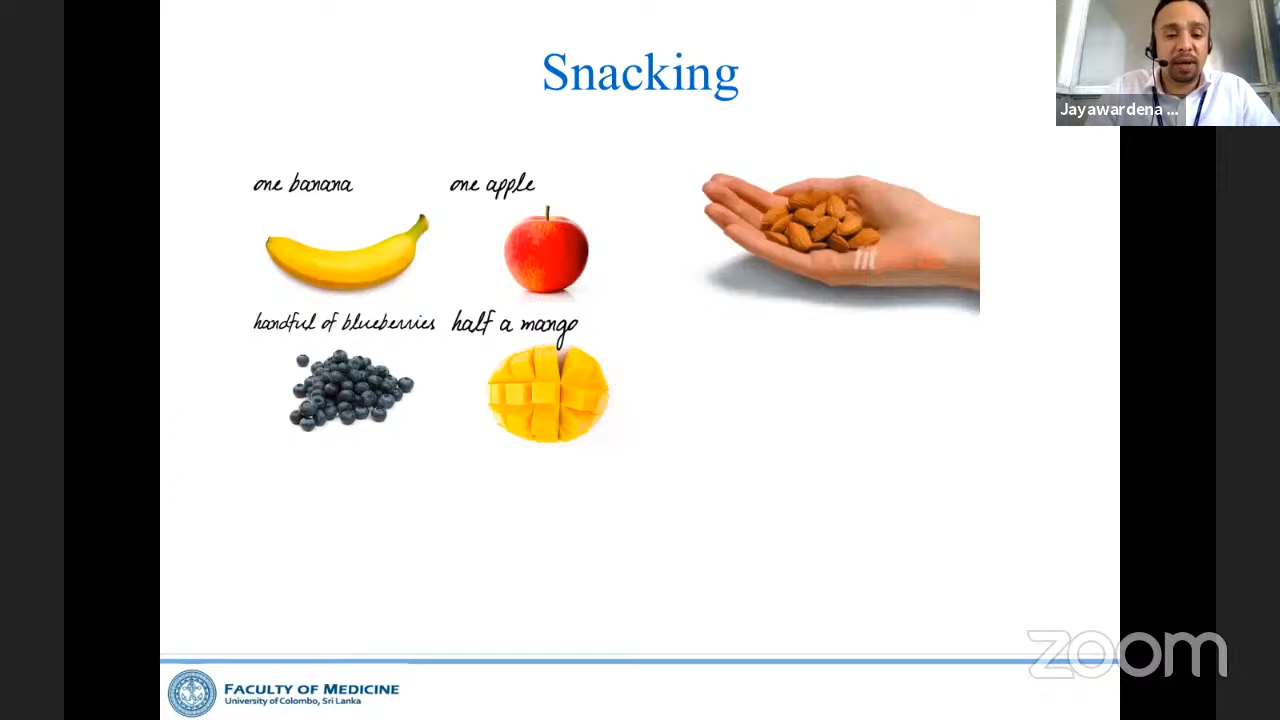 Snacking
Jayawardena ...
one banana
one apple
handful of blueberries
half a mango
zoom
FACULTY OF MEDICINE
University of Colombo, Sri Lanka